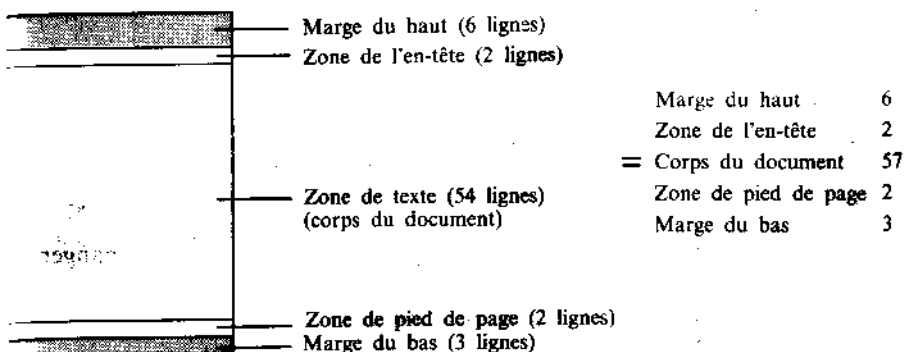 Marge du haut (6 lignes)
Zone de l'en-tête (2 lignes)
Zone de texte (54 lignes)
(corps du document)
Zone de pied de page (2 lignes)
Marge du bas (3 lignes)
Marge du haut 6
Zone de l'en-tête 2
= Corps du document 57
Zone de pied de page 2
Marge du bas 3